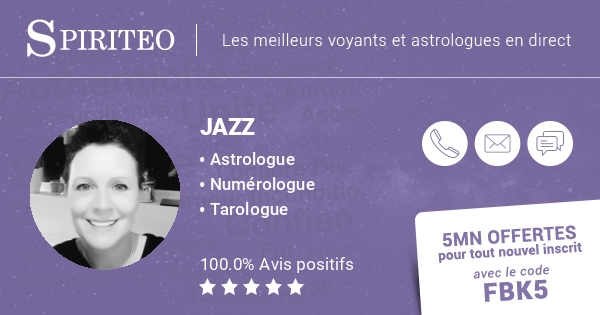 SPIRITEO
Les meilleurs voyants et astrologues en direct
JAZZ
• Astrologue
• Numérologue
• Tarologue
100.0% Avis positifs
5MN OFFERTES
pour tout nouvel inscrit
avec le code
FBK5